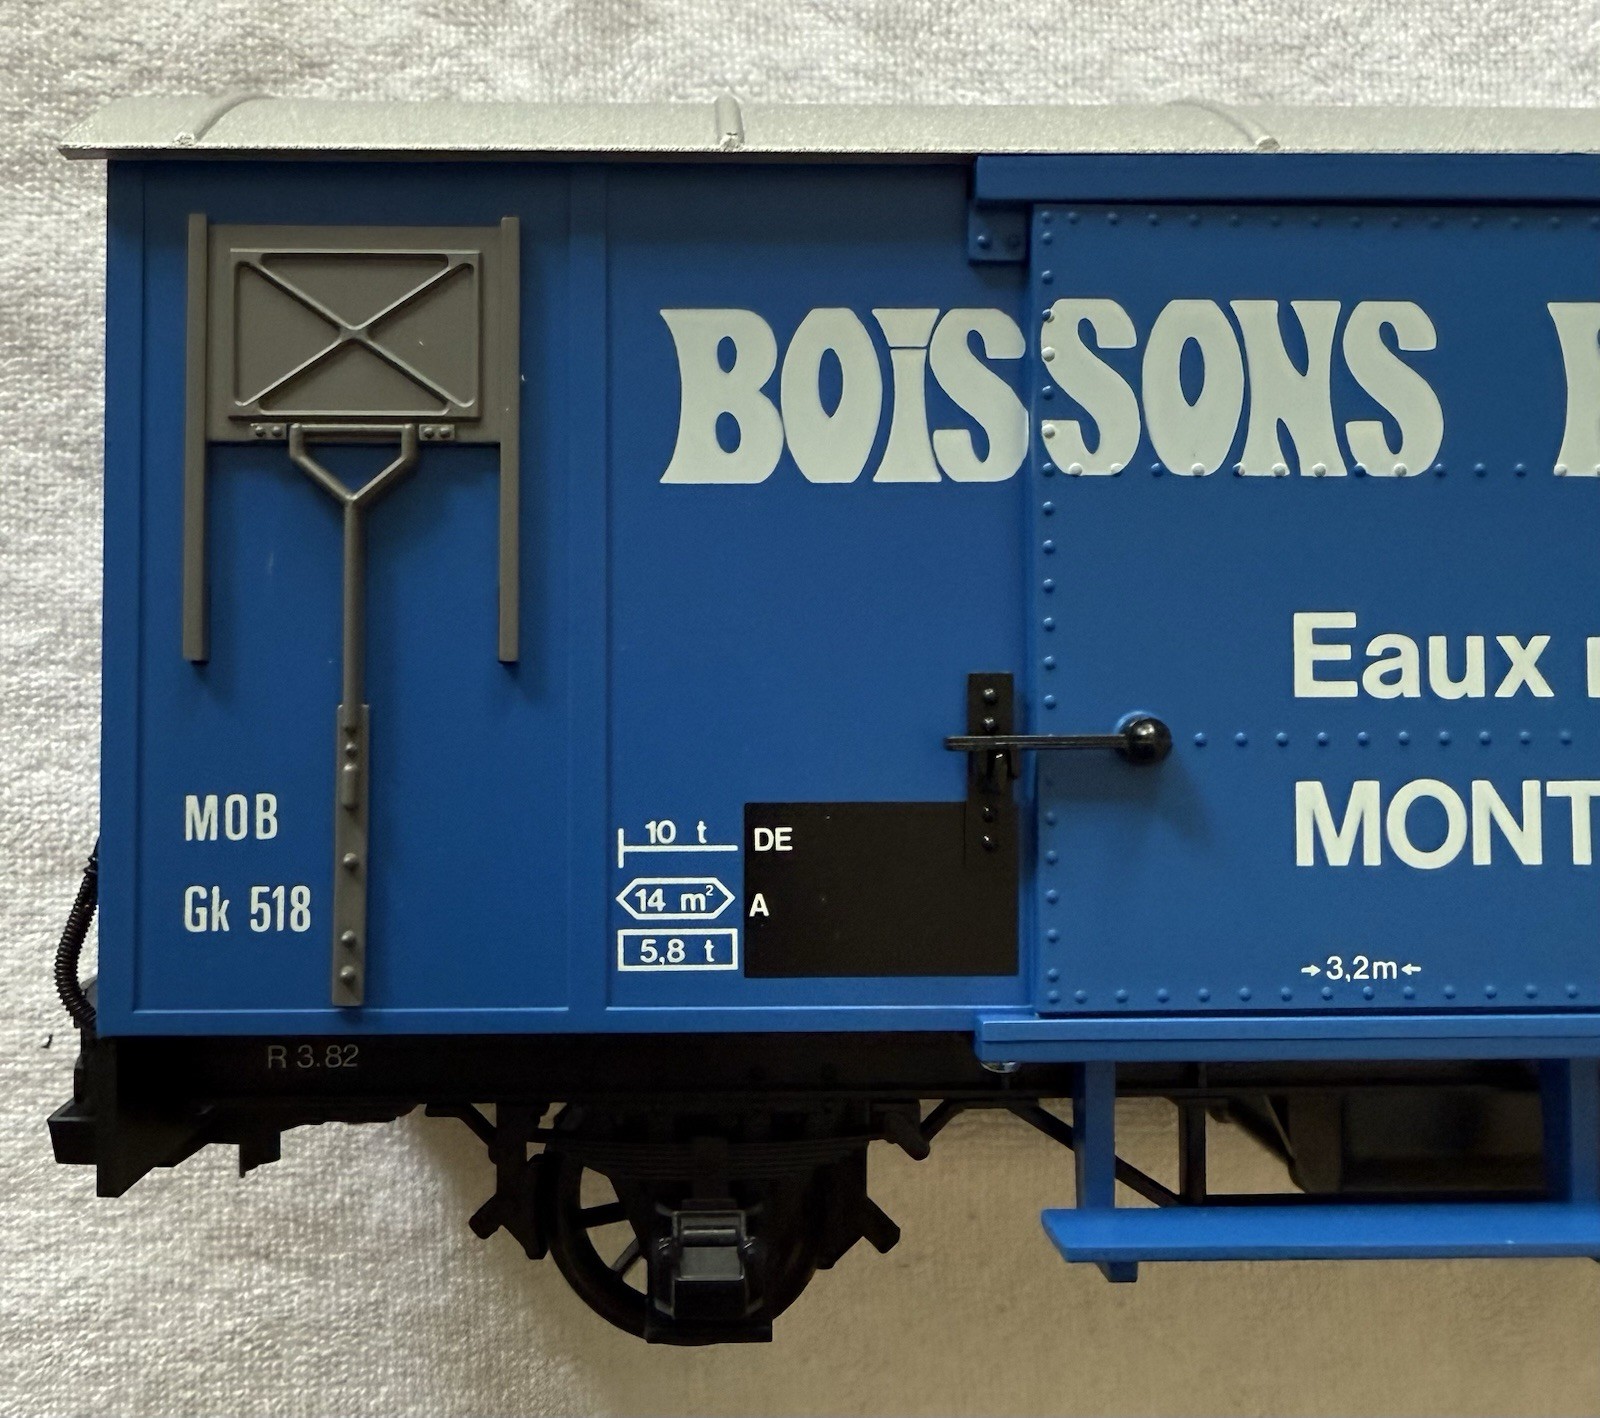 BOISSONS
Eaux
MONT
MOB
Gk 518
10 t
DE
14 m²
A
5,8 t
→3,2m←
R 3.82